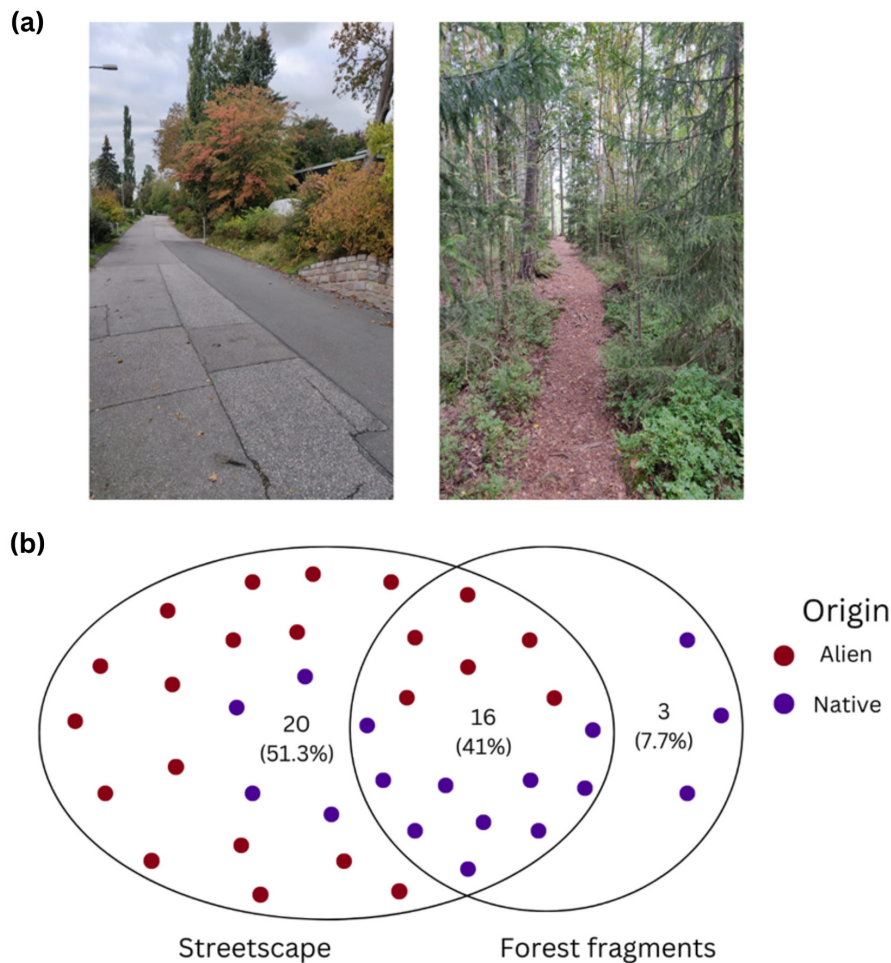 (a)
(b)
Origin
Alien
Native
20
(51.3%)
16
(41%)
3
(7.7%)
Streetscape
Forest fragments